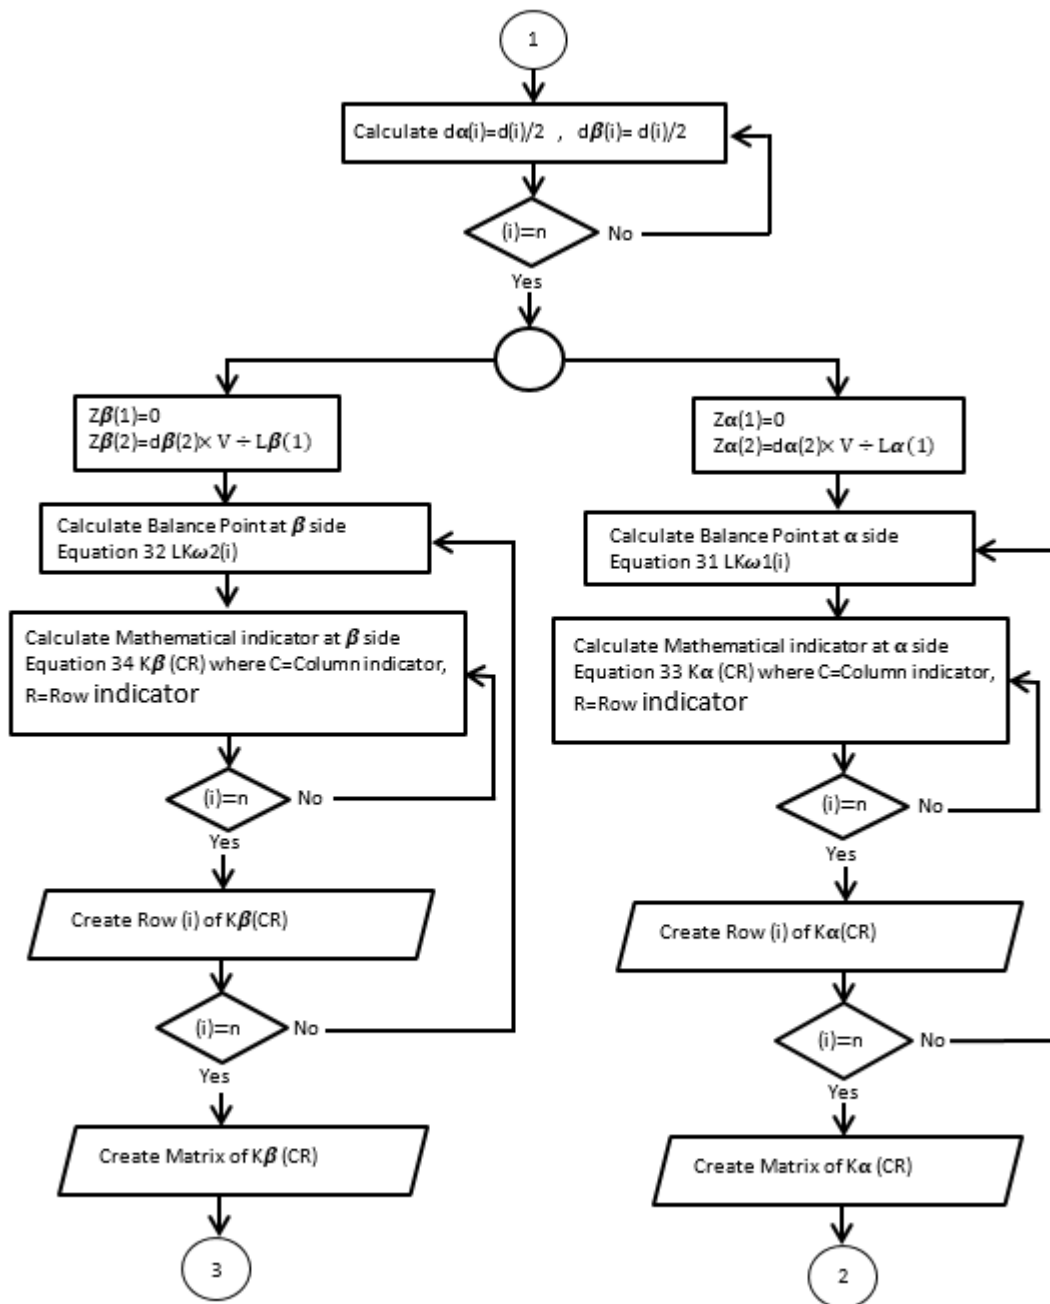 1
Calculate d𝛂(i)=d(i)/2 , d𝜷(i)= d(i)/2
(i)=n
No
Yes
Z𝜷(1)=0
Z𝜷(2)=d𝜷(2)× V ÷ L𝜷(1)
Calculate Balance Point at 𝜷 side
Equation 32 LK𝝎2(i)
Calculate Mathematical indicator at 𝜷 side
Equation 34 K𝜷 (CR) where C=Column indicator,
R=Row indicator
(i)=n
No
Yes
Create Row (i) of K𝜷(CR)
(i)=n
No
Yes
Create Matrix of K𝜷 (CR)
3
Z𝛂(1)=0
Z𝛂(2)=d𝛂(2)× V ÷ L𝜶(1)
Calculate Balance Point at 𝛂 side
Equation 31 LK𝝎1(i)
Calculate Mathematical indicator at 𝛂 side
Equation 33 K𝛂 (CR) where C=Column indicator,
R=Row indicator
(i)=n
No
Yes
Create Row (i) of K𝛂(CR)
(i)=n
No
Yes
Create Matrix of K𝛂 (CR)
2